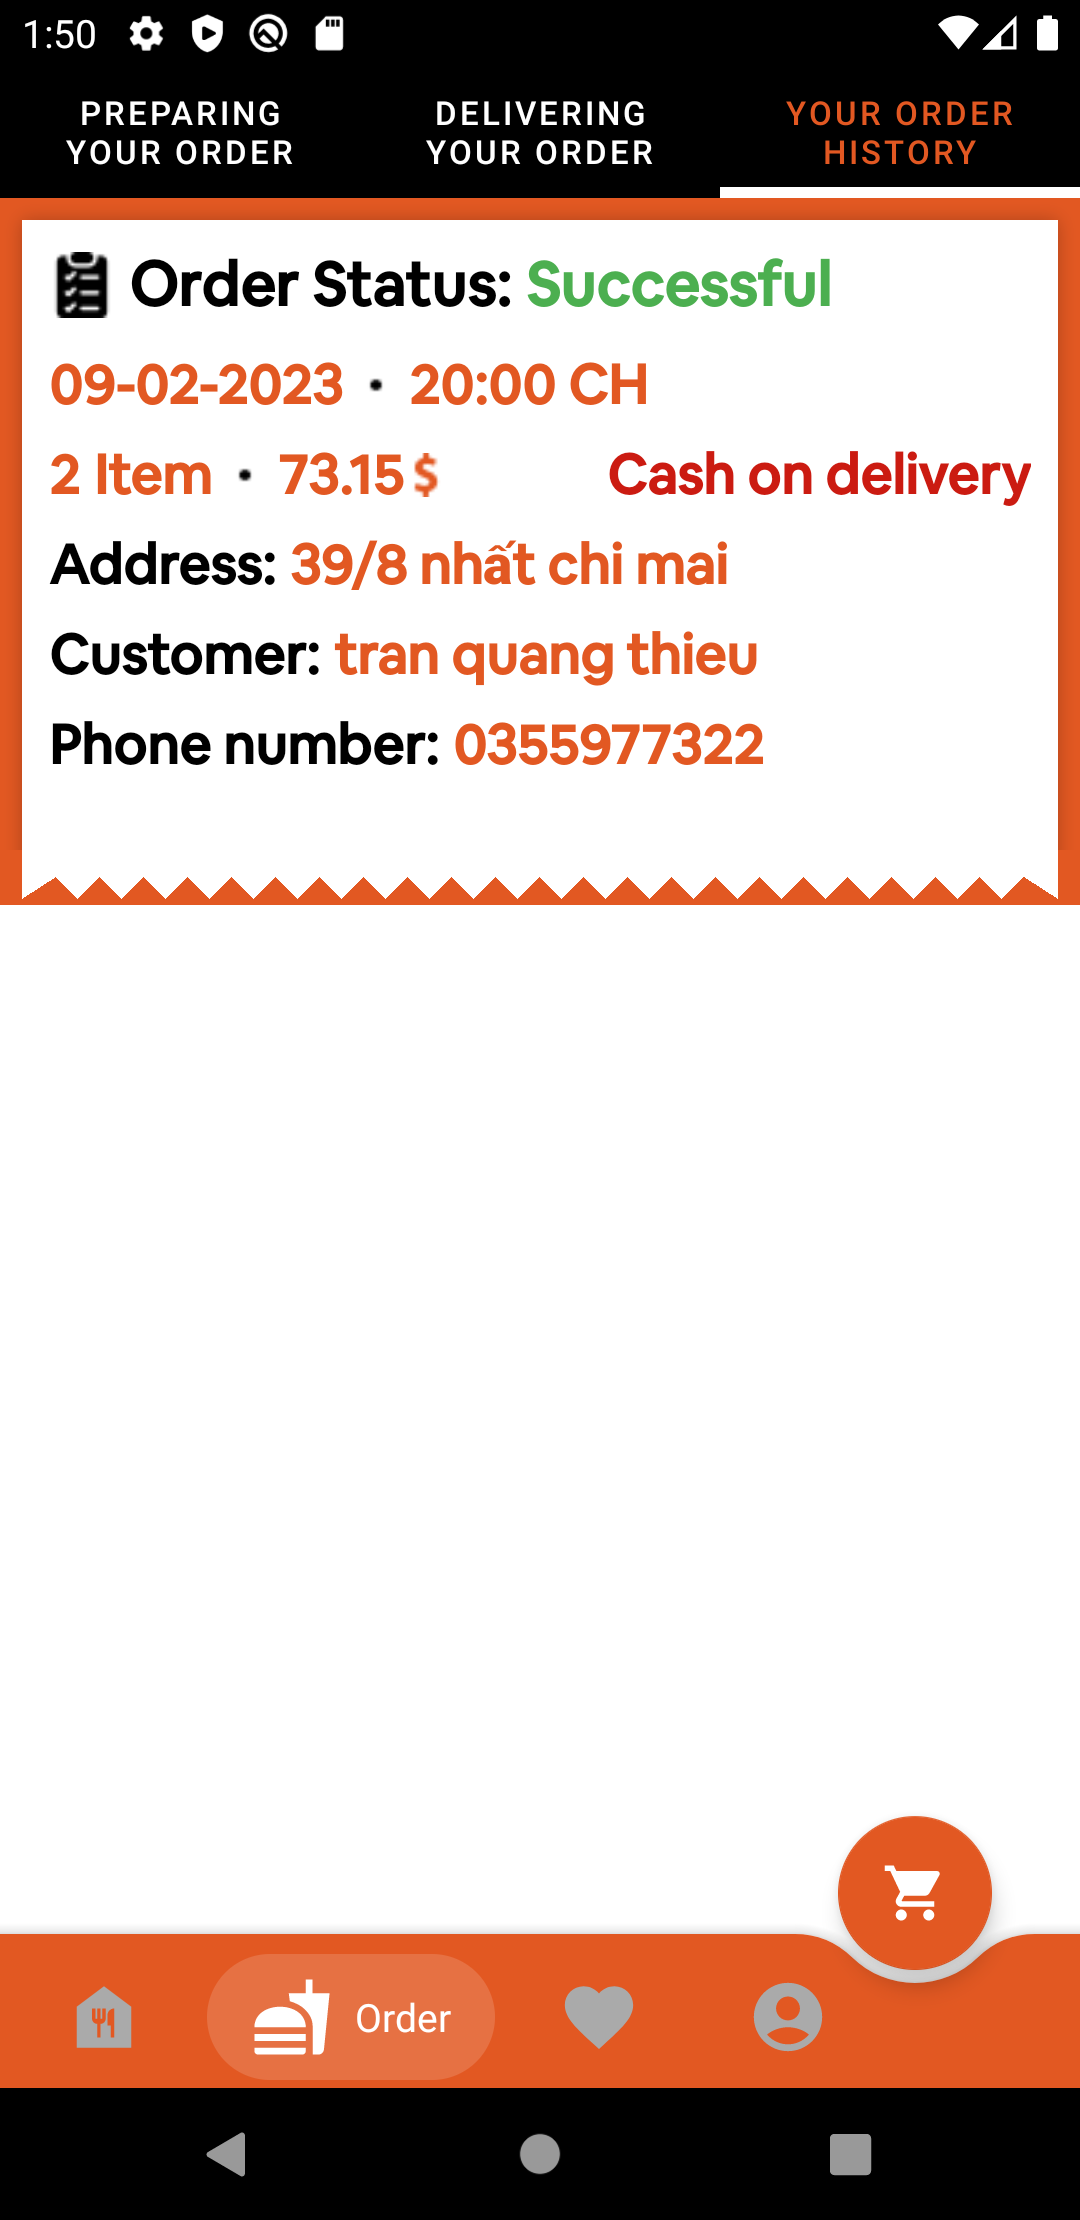 1:50
PREPARING
YOUR ORDER
DELIVERING
YOUR ORDER
YOUR ORDER
HISTORY
Order Status: Successful
09-02-2023 · 20:00 CH
2 Item · 73.15 $ Cash on delivery
Address: 39/8 nhất chi mai
Customer: tran quang thieu
Phone number: 0355977322
Order